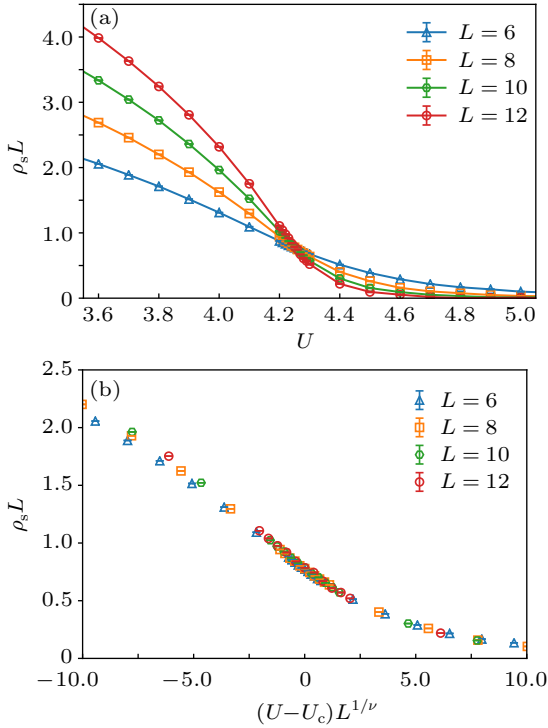 (a)
L = 6
L = 8
L = 10
L = 12
ρsL
4.0
3.0
2.0
1.0
0
3.6 3.8 4.0 4.2 4.4 4.6 4.8 5.0
U
(b)
L = 6
L = 8
L = 10
L = 12
ρsL
2.5
2.0
1.5
1.0
0.5
0
−10.0 −5.0 0 5.0 10.0
(U−Uc)L^{1/ν}